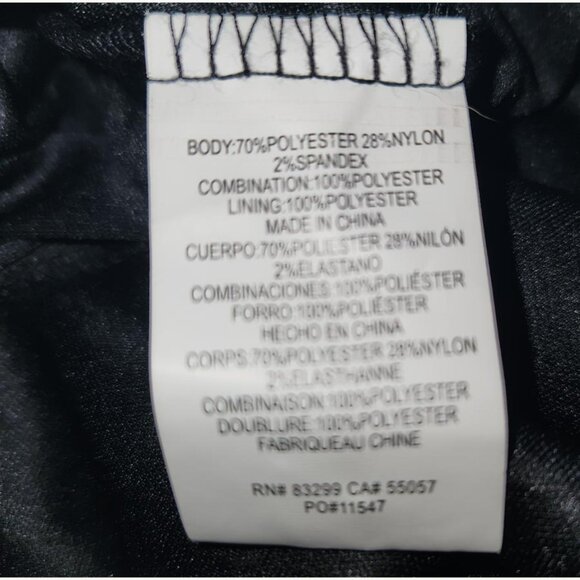 BODY:70%POLYESTER 28%NYLON
2%SPANDEX
COMBINATION:100%POLYESTER
LINING:100%POLYESTER
MADE IN CHINA
CUERPO:70%POLIESTER 28%NILÓN
2%ELASTANO
COMBINACIONES:100%POLIÉSTER
FORRO:100%POLIÉSTER
HECHO EN CHINA
CORPS:70%POLYESTER 28%NYLON
2%ELASTHANNE
COMBINAISON:100%POLYESTER
DOUBLURE:100%POLYESTER
FABRIQUEAU CHINE
RN# 83299 CA# 55057
PO#11547